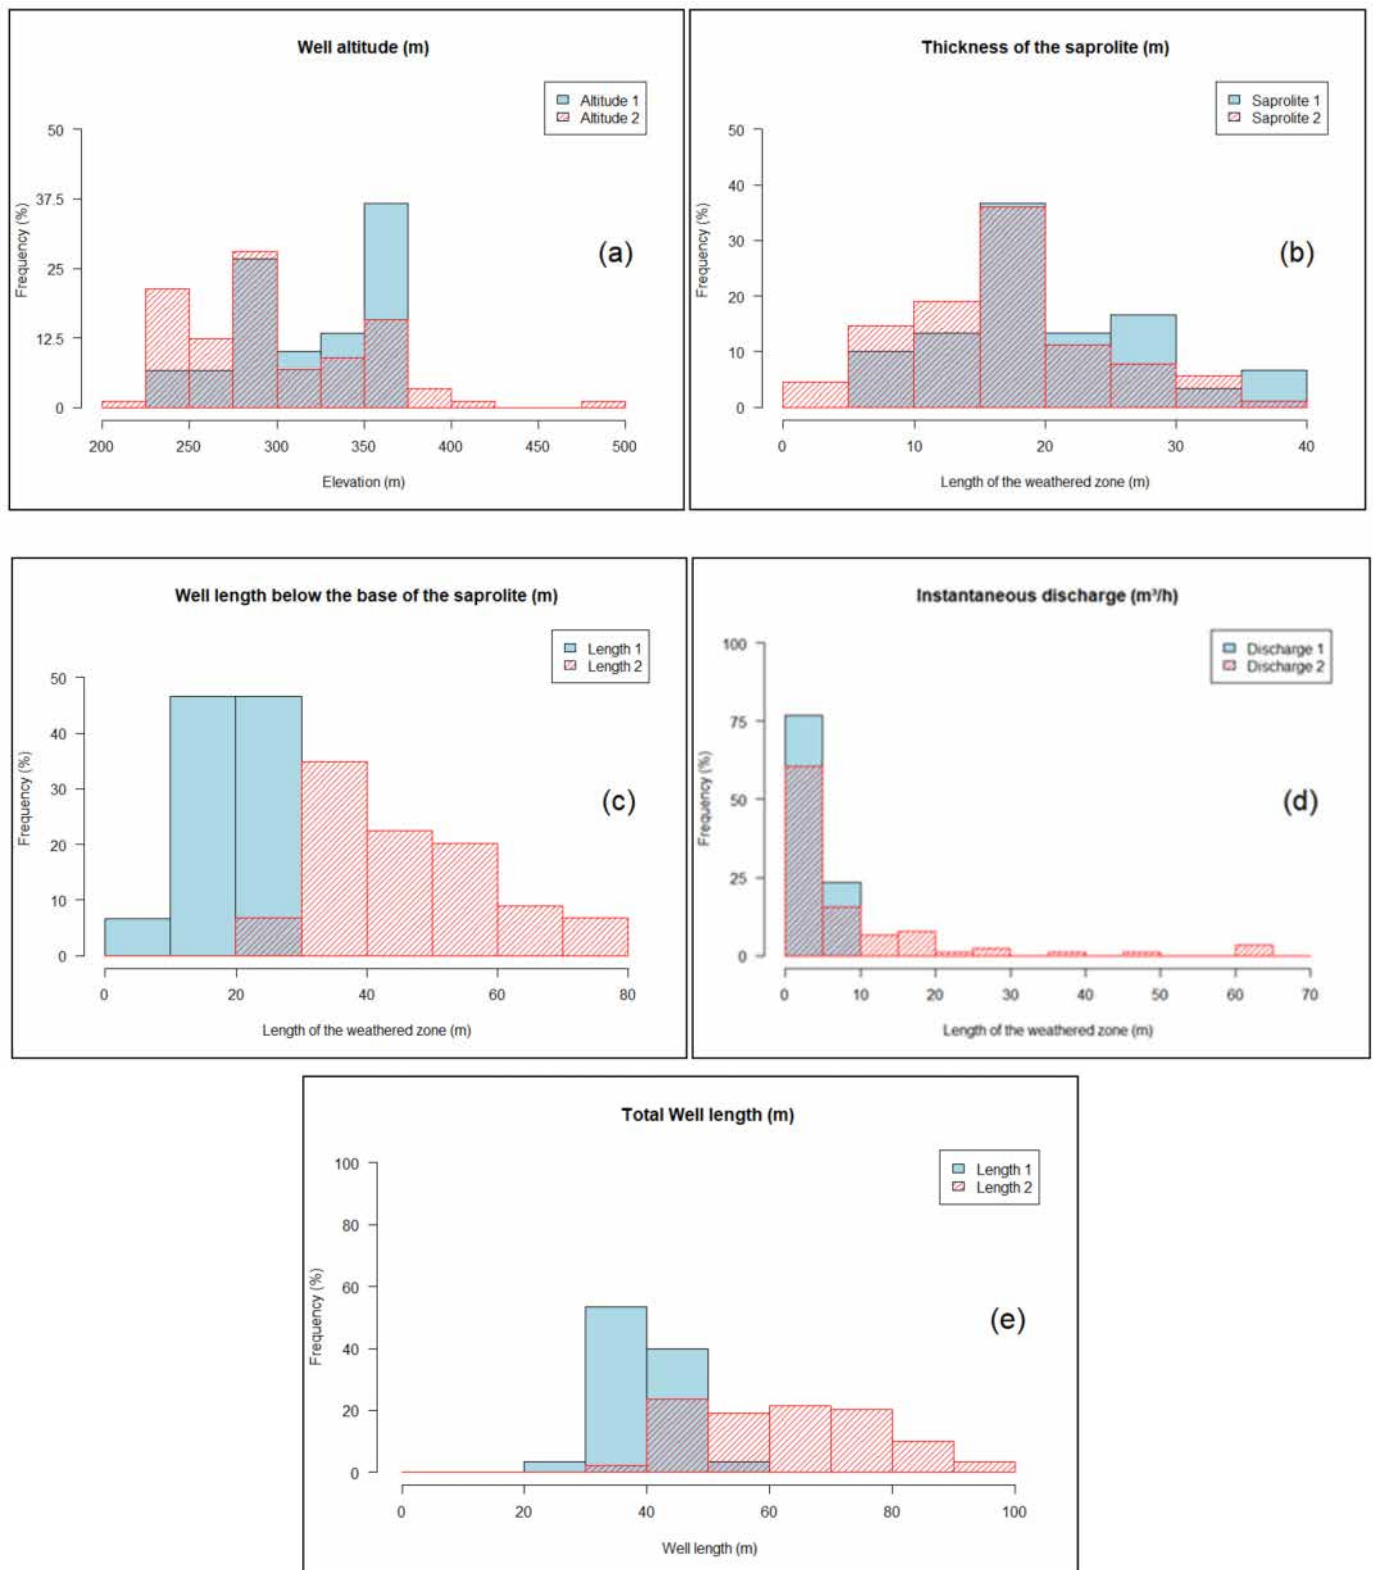 Well altitude (m)
Altitude 1
Altitude 2
50
37.5
25
12.5
0
Frequency (%)
(a)
200 250 300 350 400 450 500
Elevation (m)
Thickness of the saprolite (m)
Saprolite 1
Saprolite 2
50
40
30
20
10
0
Frequency (%)
(b)
0 10 20 30 40
Length of the weathered zone (m)
Well length below the base of the saprolite (m)
Length 1
Length 2
50
40
30
20
10
0
Frequency (%)
(c)
0 20 40 60 80
Length of the weathered zone (m)
Instantaneous discharge (m³/h)
Discharge 1
Discharge 2
100
75
50
25
0
Frequency (%)
(d)
0 10 20 30 40 50 60 70
Length of the weathered zone (m)
Total Well length (m)
Length 1
Length 2
100
80
60
40
20
0
Frequency (%)
(e)
0 20 40 60 80 100
Well length (m)